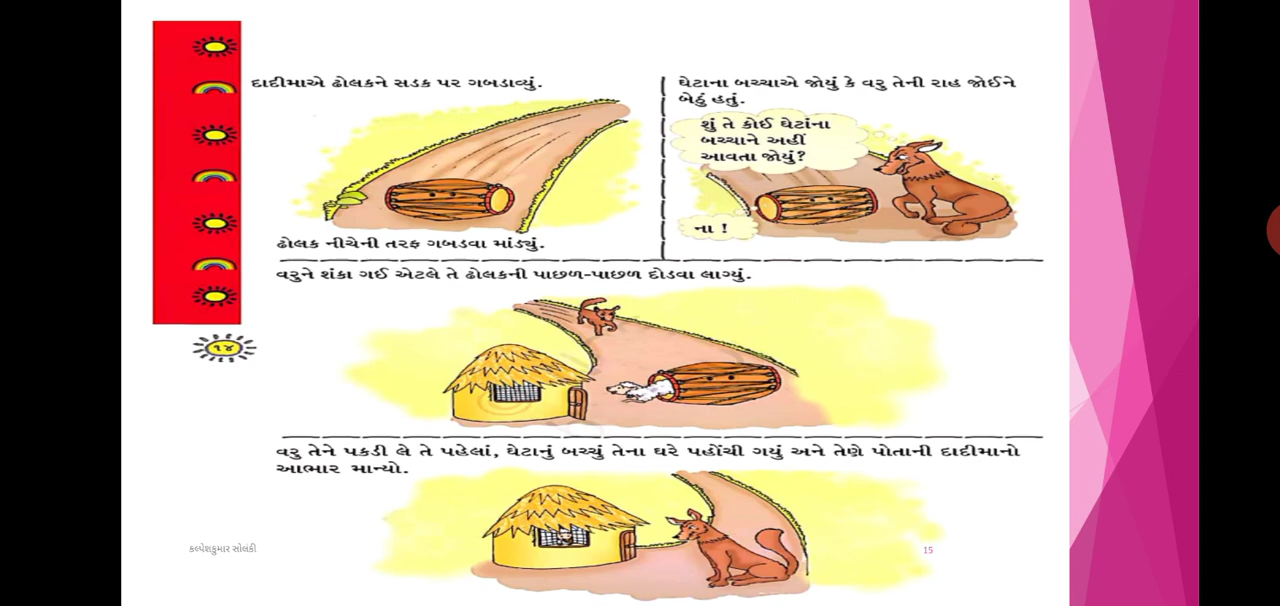 દાદીમાએ ઢોલકને સડક પર ગબડાવ્યું.
ઢોલક નીચેની તરફ ગબડવા માંડ્યું.
ઘેટાના બચ્ચાએ જોયું કે વરુ તેની રાહ જોઈને
બેઠું હતું.
શું તે કોઈ ઘેટાંના
બચ્ચાને અહીં
આવતા જોયું?
ના !
વરુને શંકા ગઈ એટલે તે ઢોલકની પાછળ-પાછળ દોડવા લાગ્યું.
૧૪
વરુ તેને પકડી લે તે પહેલાં, ઘેટાનું બચ્ચું તેના ઘરે પહોંચી ગયું અને તેણે પોતાની દાદીમાનો
આભાર માન્યો.
કલ્પેશકુમાર સોલંકી
15